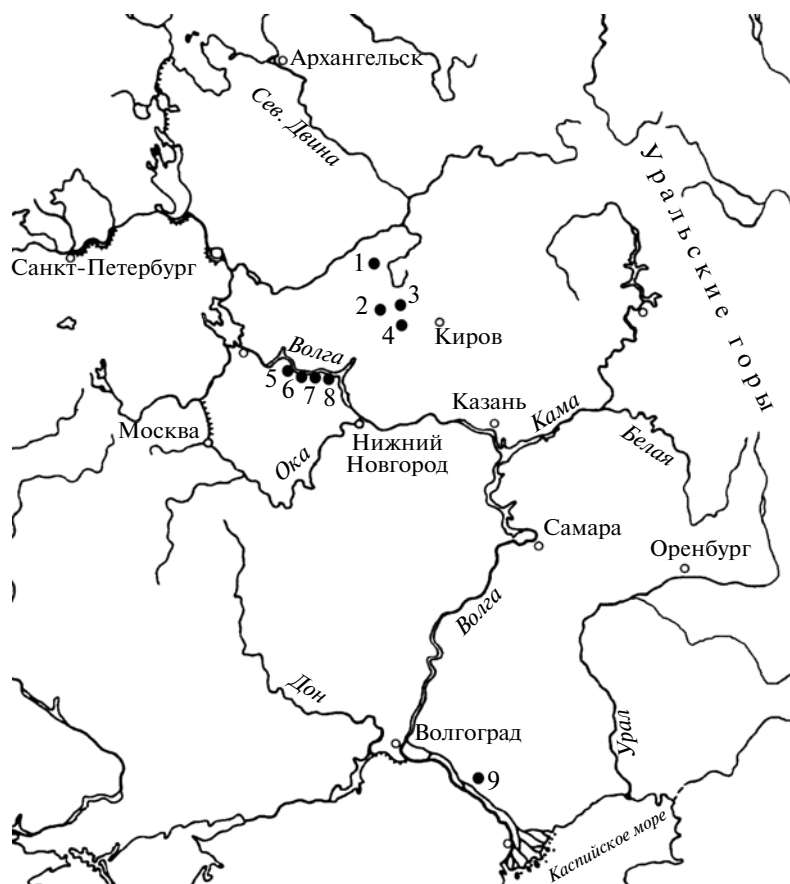 Архангельск
Сев. Двина
Уральские горы
Санкт-Петербург
1
2
3
4
Киров
Волга
5
6
7
8
Москва
Ока
Нижний
Новгород
Казань
Кама
Белая
Самара
Оренбург
Волга
Дон
Урал
Волгоград
9
Каспийское море